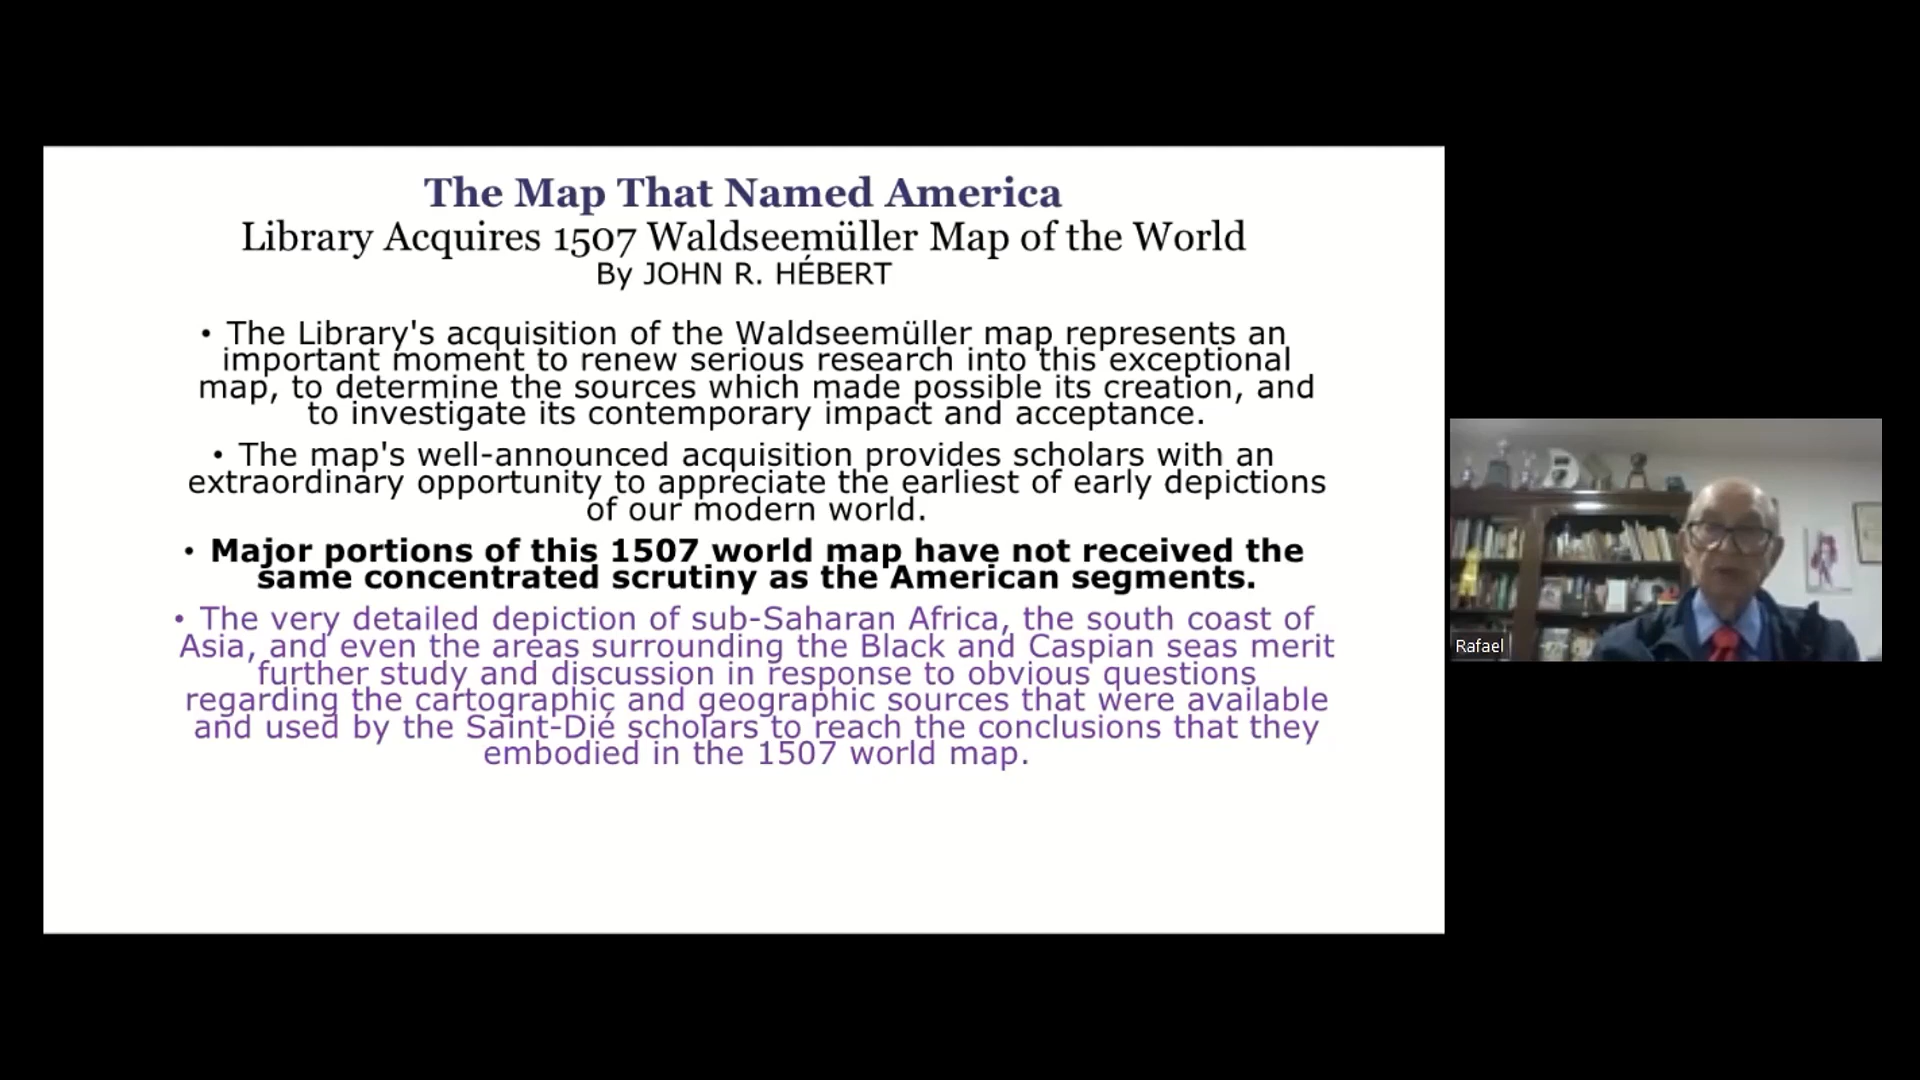 The Map That Named America
Library Acquires 1507 Waldseemüller Map of the World
By JOHN R. HÉBERT
• The Library's acquisition of the Waldseemüller map represents an
important moment to renew serious research into this exceptional
map, to determine the sources which made possible its creation, and
to investigate its contemporary impact and acceptance.
• The map's well-announced acquisition provides scholars with an
extraordinary opportunity to appreciate the earliest of early depictions
of our modern world.
• Major portions of this 1507 world map have not received the
same concentrated scrutiny as the American segments.
• The very detailed depiction of sub-Saharan Africa, the south coast of
Asia, and even the areas surrounding the Black and Caspian seas merit
further study and discussion in response to obvious questions
regarding the cartographic and geographic sources that were available
and used by the Saint-Dié scholars to reach the conclusions that they
embodied in the 1507 world map.
Rafael